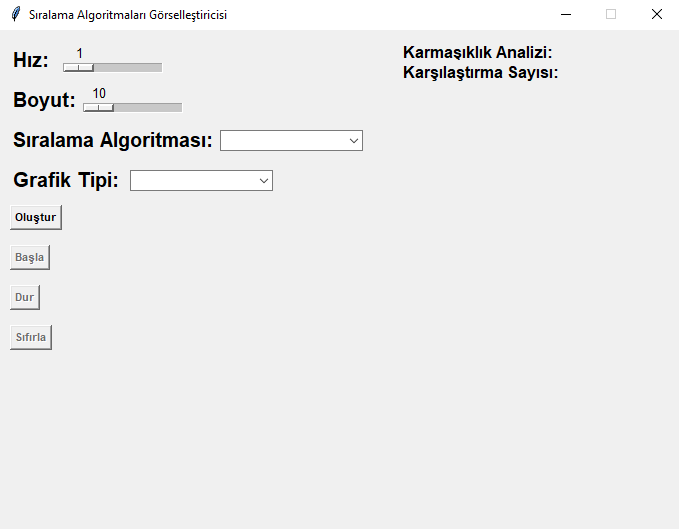 Sıralama Algoritmaları Görselleştiricisi
Hız: 1
Karmaşıklık Analizi:
Karşılaştırma Sayısı:
Boyut: 10
Sıralama Algoritması:
Grafik Tipi:
Oluştur
Başla
Dur
Sıfırla